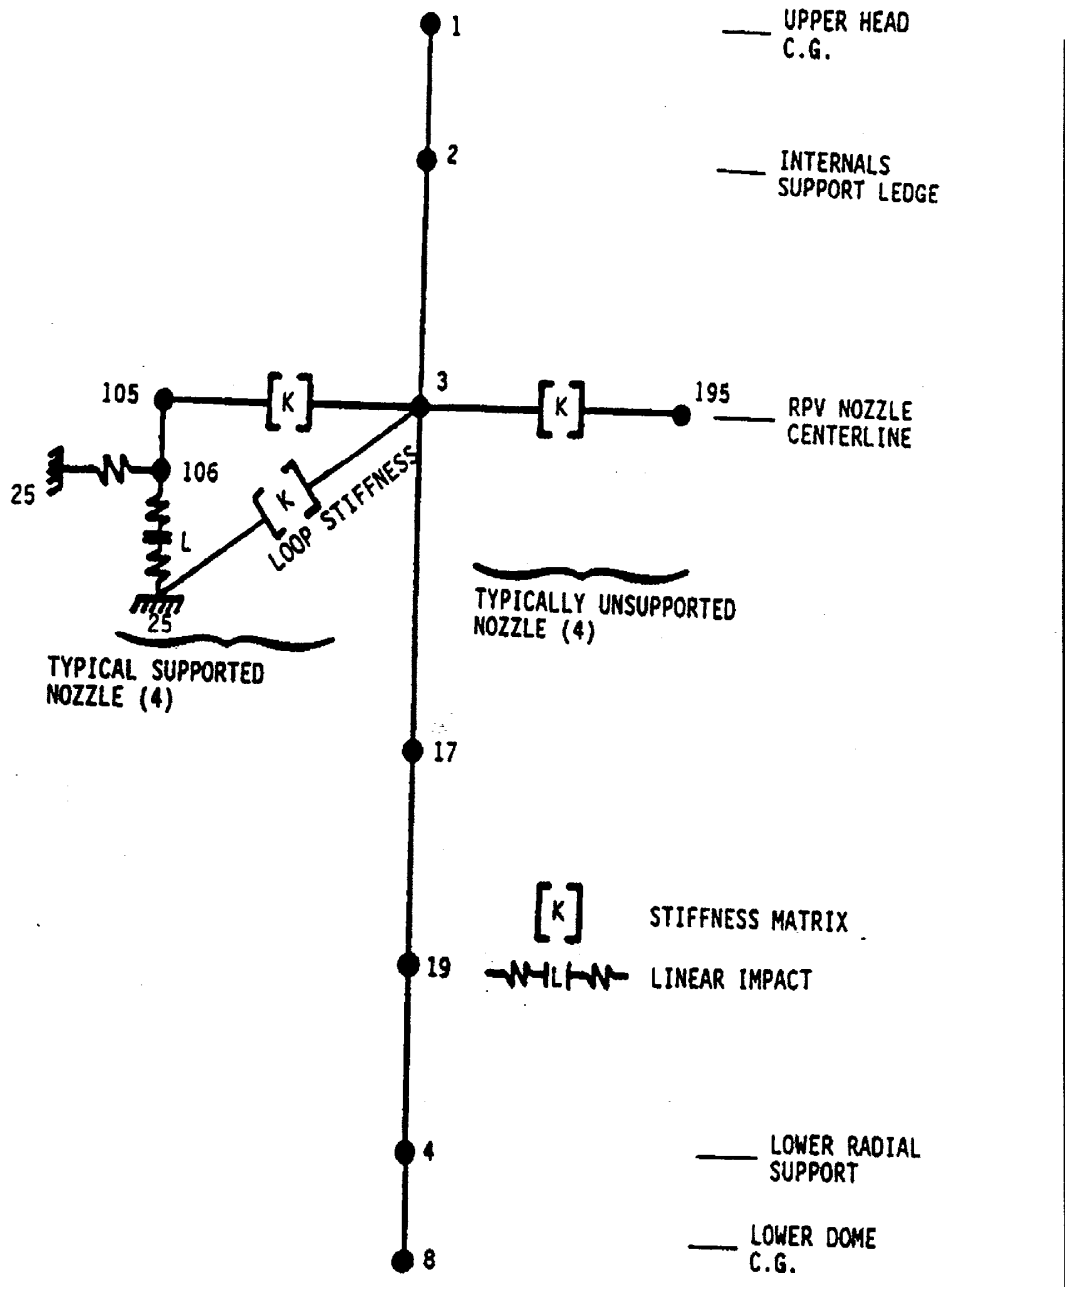 1
UPPER HEAD
C.G.
2
INTERNALS
SUPPORT LEDGE
3
105
K
K
195
RPV NOZZLE
CENTERLINE
106
25
K
LOOP STIFFNESS
L
25
TYPICALLY UNSUPPORTED
NOZZLE (4)
TYPICAL SUPPORTED
NOZZLE (4)
17
K
STIFFNESS MATRIX
19
L
LINEAR IMPACT
4
LOWER RADIAL
SUPPORT
8
LOWER DOME
C.G.